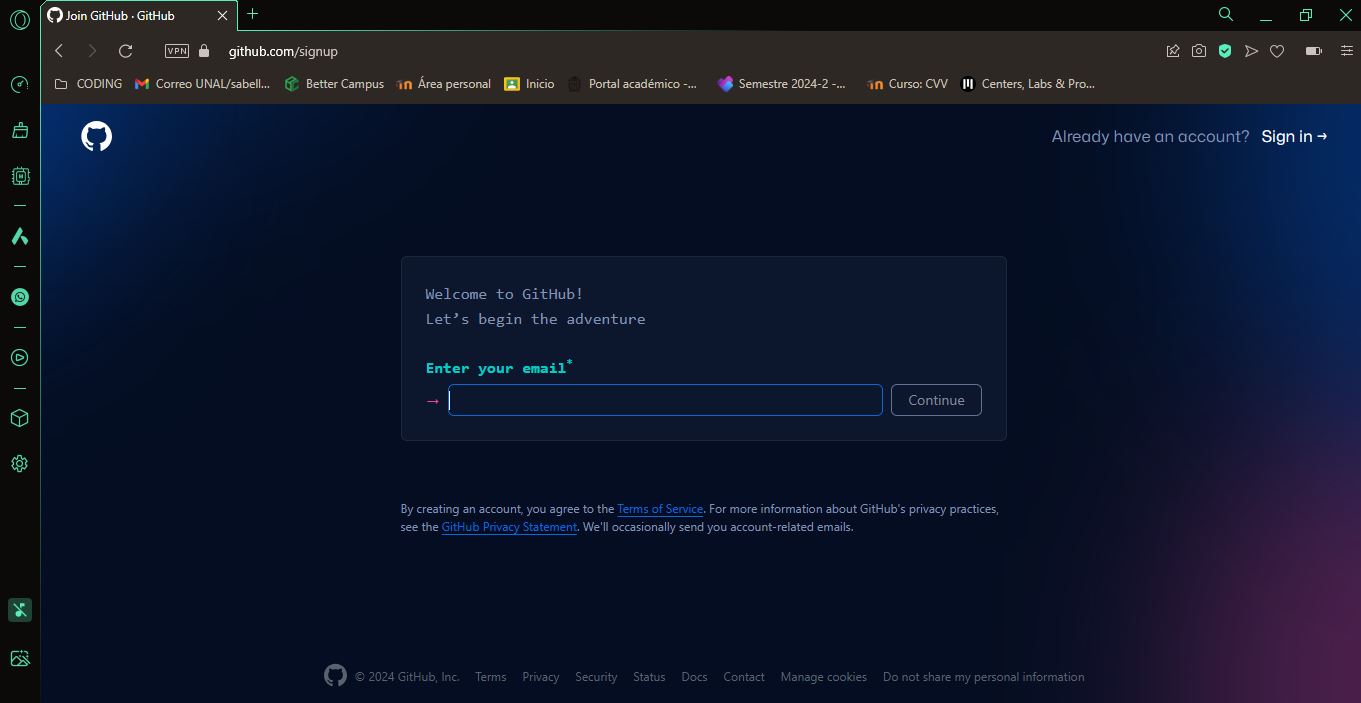 Join GitHub · GitHub
VPN
github.com/signup
CODING
Correo UNAL/sabell...
Better Campus
Área personal
Inicio
Portal académico -...
Semestre 2024-2 -...
Curso: CVV
Centers, Labs & Pro...
Already have an account? Sign in →
Welcome to GitHub!
Let’s begin the adventure
Enter your email*
→
Continue
By creating an account, you agree to the Terms of Service. For more information about GitHub's privacy practices,
see the GitHub Privacy Statement. We'll occasionally send you account-related emails.
© 2024 GitHub, Inc. Terms Privacy Security Status Docs Contact Manage cookies Do not share my personal information